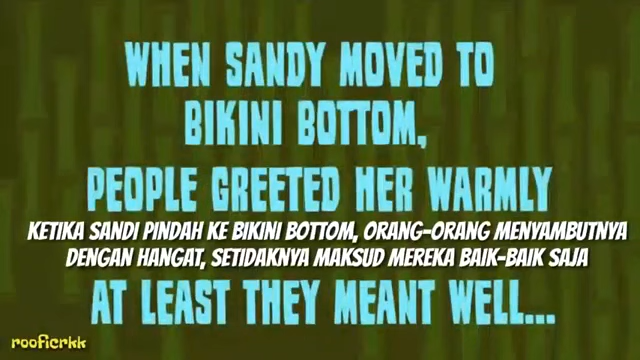 WHEN SANDY MOVED TO
BIKINI BOTTOM,
PEOPLE GREETED HER WARMLY
KETIKA SANDI PINDAH KE BIKINI BOTTOM, ORANG-ORANG MENYAMBUTNYA
DENGAN HANGAT, SETIDAKNYA MAKSUD MEREKA BAIK-BAIK SAJA
AT LEAST THEY MEANT WELL...
roofierkk